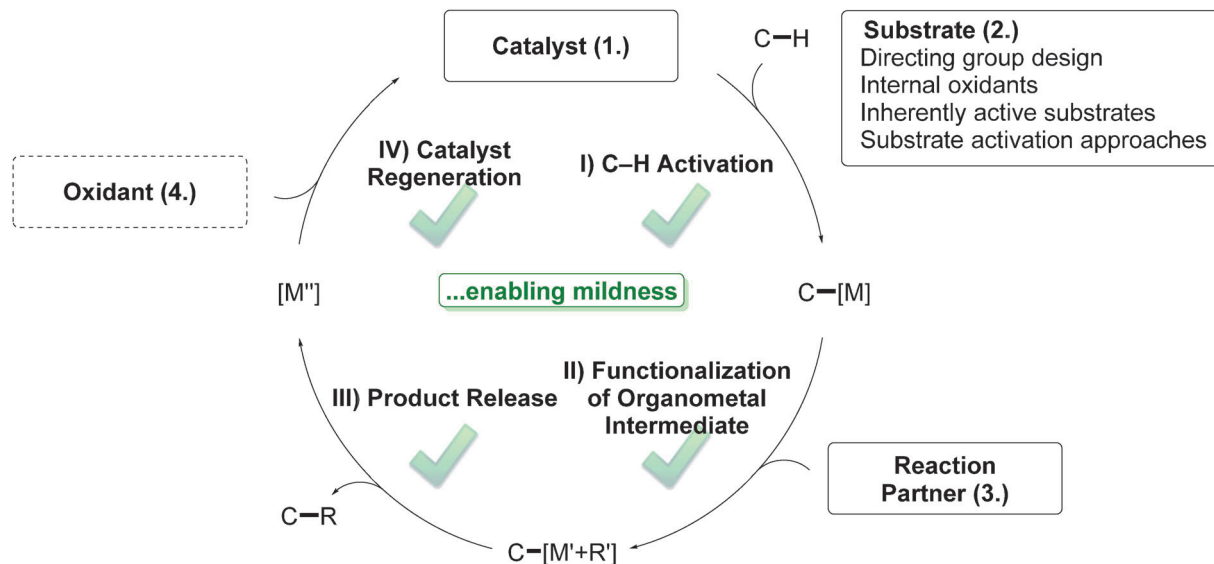 Catalyst (1.)
C–H
Substrate (2.)
Directing group design
Internal oxidants
Inherently active substrates
Substrate activation approaches
IV) Catalyst
Regeneration
I) C–H Activation
Oxidant (4.)
[M'']
...enabling mildness
C–[M]
III) Product Release
II) Functionalization
of Organometal
Intermediate
Reaction
Partner (3.)
C–R
C–[M'+R']